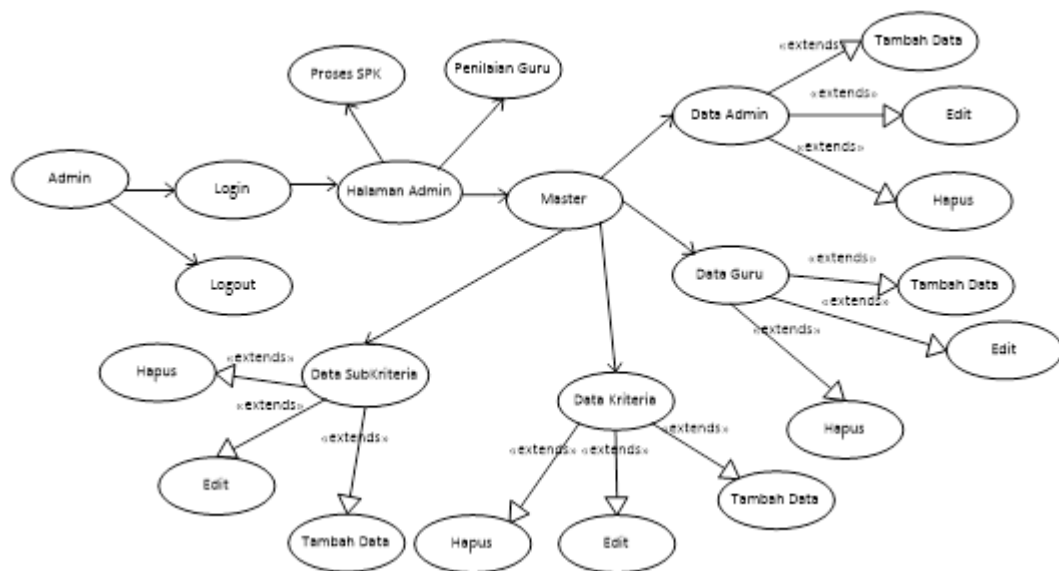 «extends»
Tambah Data
Proses SPK
Penilaian Guru
«extends»
Data Admin
Edit
«extends»
Admin
Login
Halaman Admin
Master
Hapus
«extends»
Data Guru
Logout
Tambah Data
«extends»
«extends»
Edit
«extends»
Hapus
Data SubKriteria
«extends»
Data Kriteria
«extends»
«extends»
Hapus
«extends»
«extends»
«extends»
Edit
Tambah Data
Tambah Data
Hapus
Edit